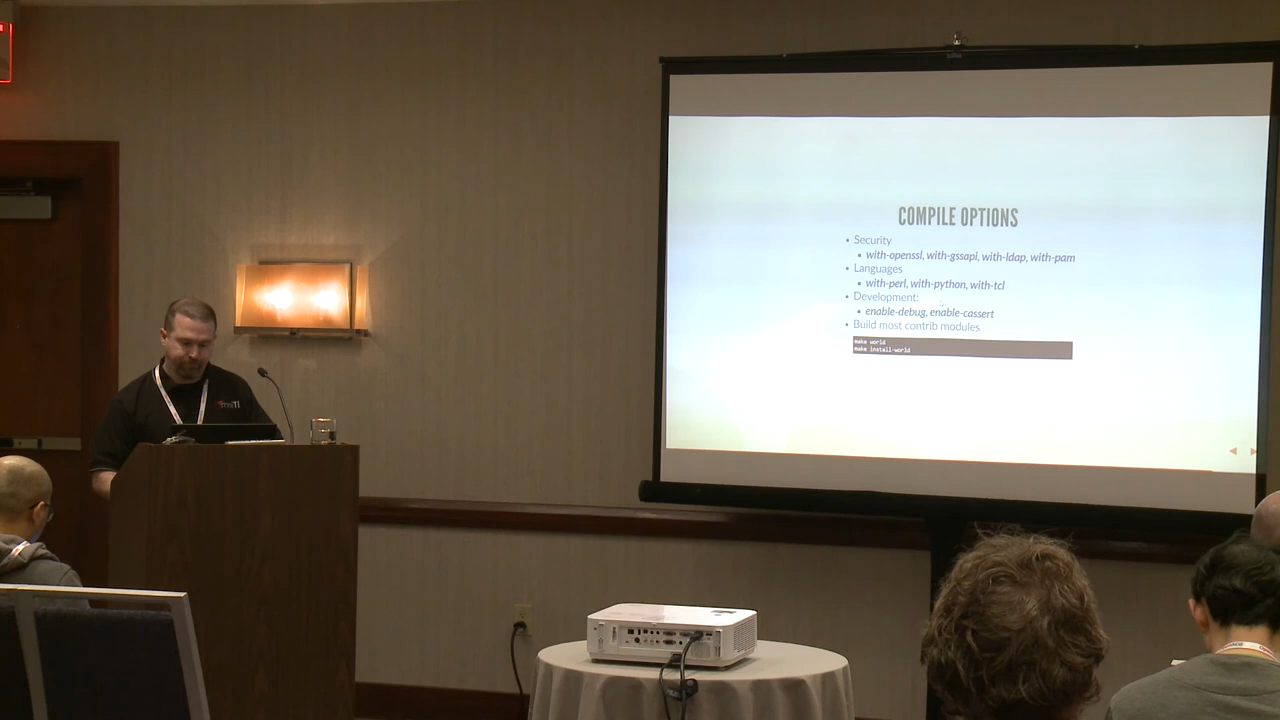 COMPILE OPTIONS
• Security
▪ with-openssl, with-gssapi, with-ldap, with-pam
• Languages
▪ with-perl, with-python, with-tcl
• Development:
▪ enable-debug, enable-cassert
• Build most contrib modules
make world
make install-world